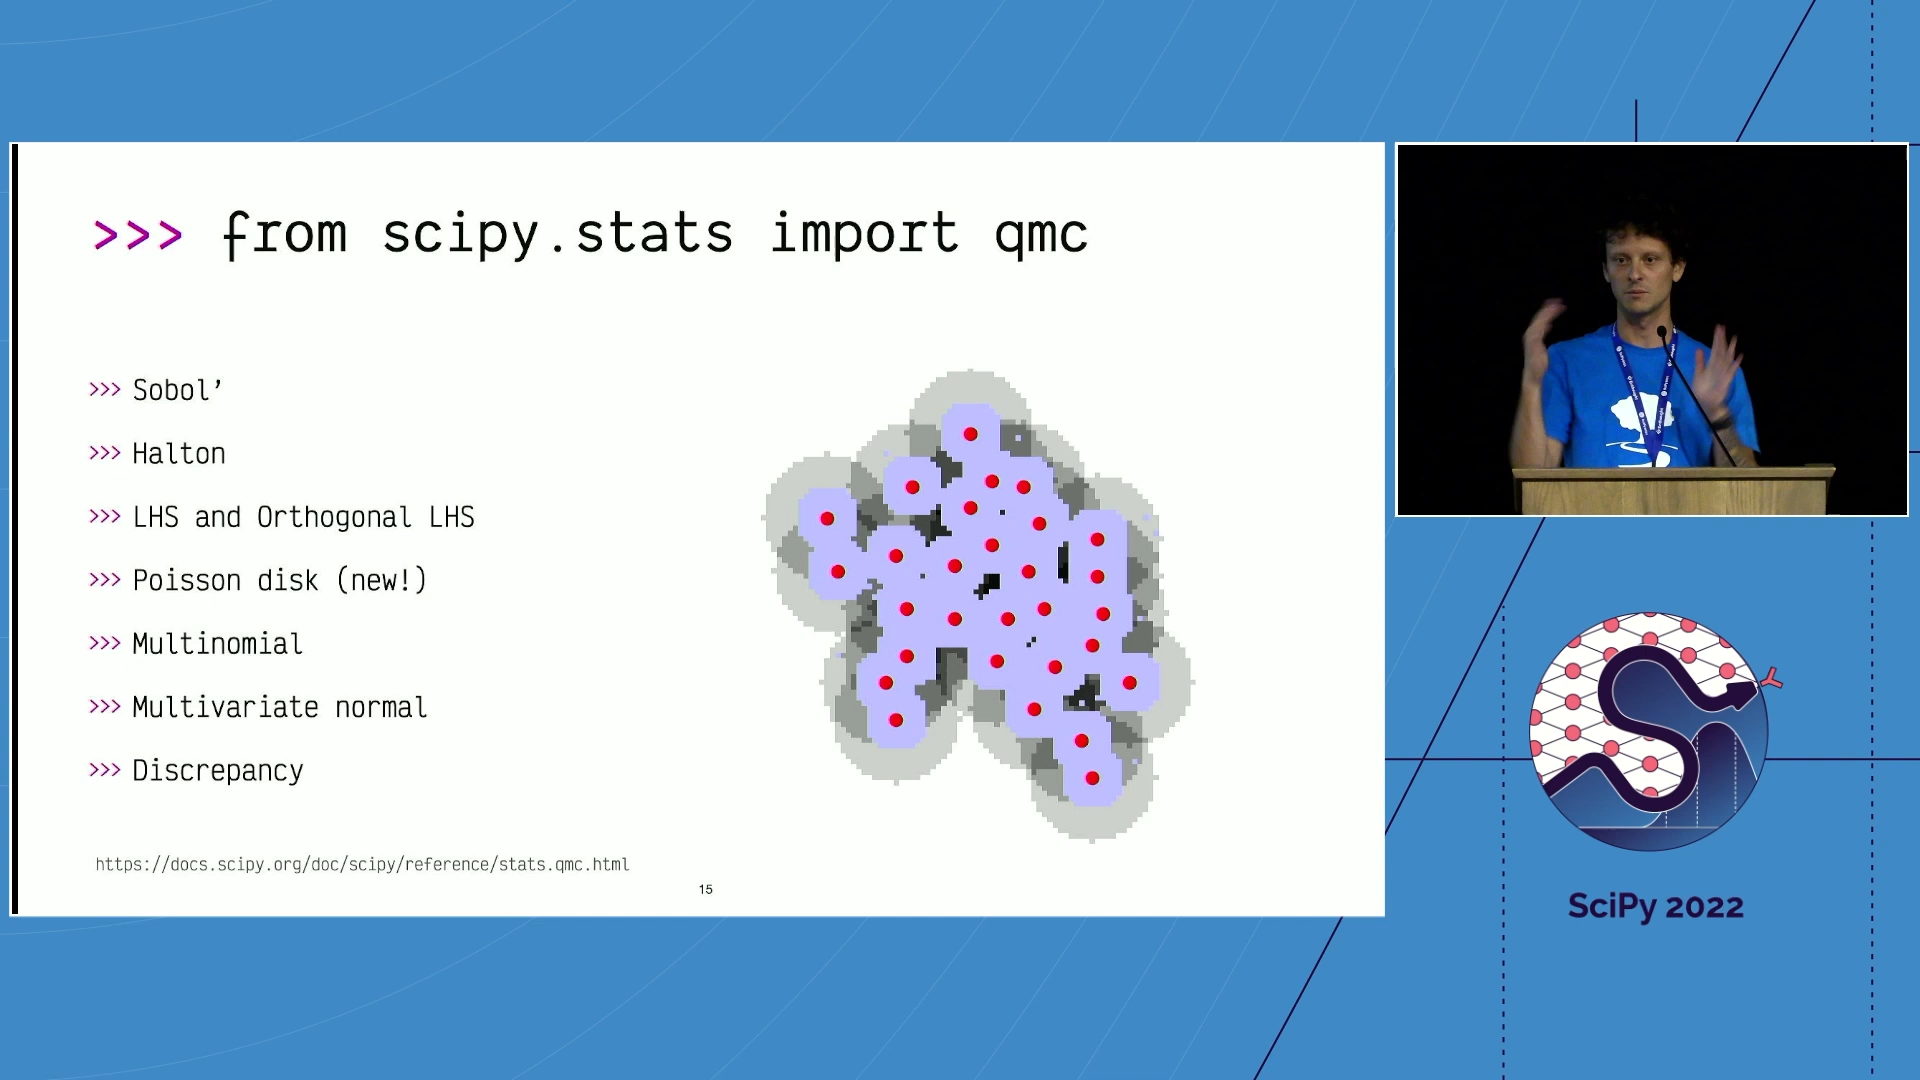 >>> from scipy.stats import qmc
>>> Sobol’
>>> Halton
>>> LHS and Orthogonal LHS
>>> Poisson disk (new!)
>>> Multinomial
>>> Multivariate normal
>>> Discrepancy
https://docs.scipy.org/doc/scipy/reference/stats.qmc.html
15
SciPy 2022